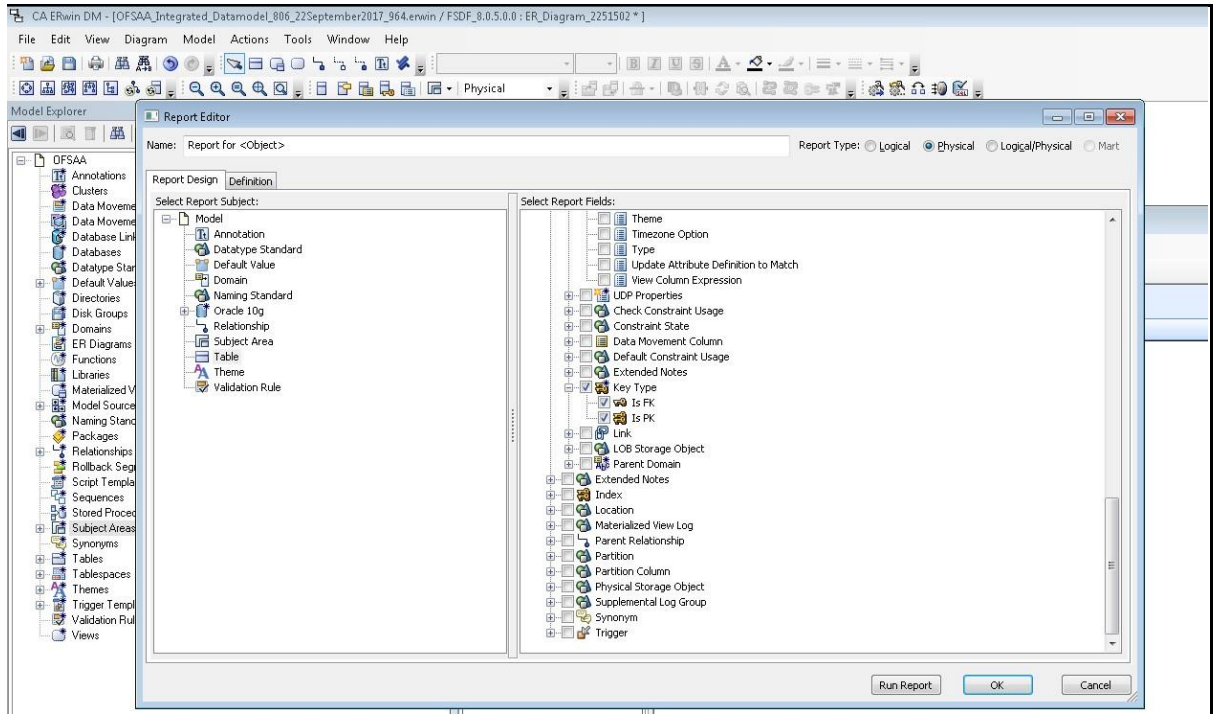 CA ERwin DM - [OFSAA_Integrated_Datamodel_806_22September2017_964.erwin / FSDF_8.0.5.0.0 : ER_Diagram_2251502 * ]
File Edit View Diagram Model Actions Tools Window Help
Physical
Model Explorer
OFSAA
Annotations
Clusters
Data Moveme
Data Moveme
Database Link
Databases
Datatype Star
Default Values
Directories
Disk Groups
Domains
ER Diagrams
Functions
Libraries
Materialized V
Model Source
Naming Stand
Packages
Relationships
Rollback Segr
Script Templa
Sequences
Stored Proced
Subject Areas
Synonyms
Tables
Tablespaces
Themes
Trigger Templ
Validation Rul
Views
Report Editor
Name: Report for <Object>
Report Type: Logical Physical Logical/Physical Mart
Report Design Definition
Select Report Subject:
Model
Annotation
Datatype Standard
Default Value
Domain
Naming Standard
Oracle 10g
Relationship
Subject Area
Table
Theme
Validation Rule
Select Report Fields:
Theme
Timezone Option
Type
Update Attribute Definition to Match
View Column Expression
UDP Properties
Check Constraint Usage
Constraint State
Data Movement Column
Default Constraint Usage
Extended Notes
Key Type
Is FK
Is PK
Link
LOB Storage Object
Parent Domain
Extended Notes
Index
Location
Materialized View Log
Parent Relationship
Partition
Partition Column
Physical Storage Object
Supplemental Log Group
Synonym
Trigger
Run Report OK Cancel